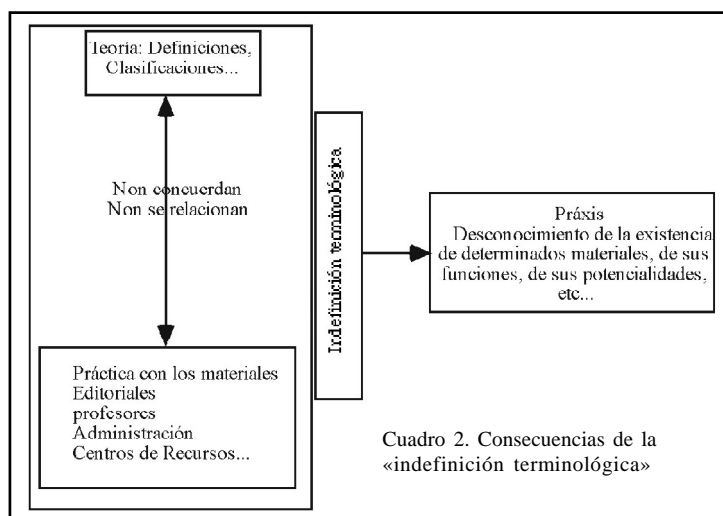 Teoría: Definiciones,
Clasificaciones...
Non concuerdan
Non se relacionan
Práctica con los materiales
Editoriales
profesores
Administración
Centros de Recursos...
Indefinición terminológica
Práxis
Desconocimiento de la existencia
de determinados materiales, de sus
funciones, de sus potencialidades,
etc...
Cuadro 2. Consecuencias de la
«indefinición terminológica»